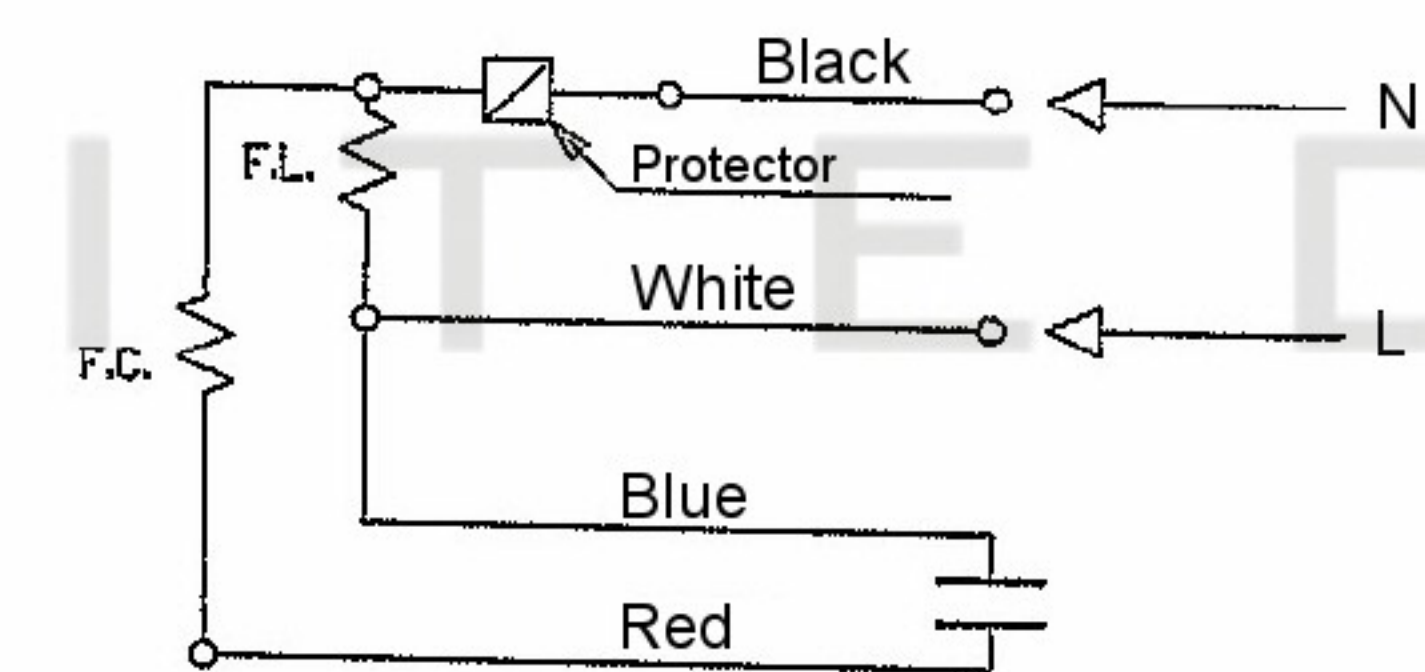 Black
N
F.L.
Protector
White
L
F.C.
Blue
Red